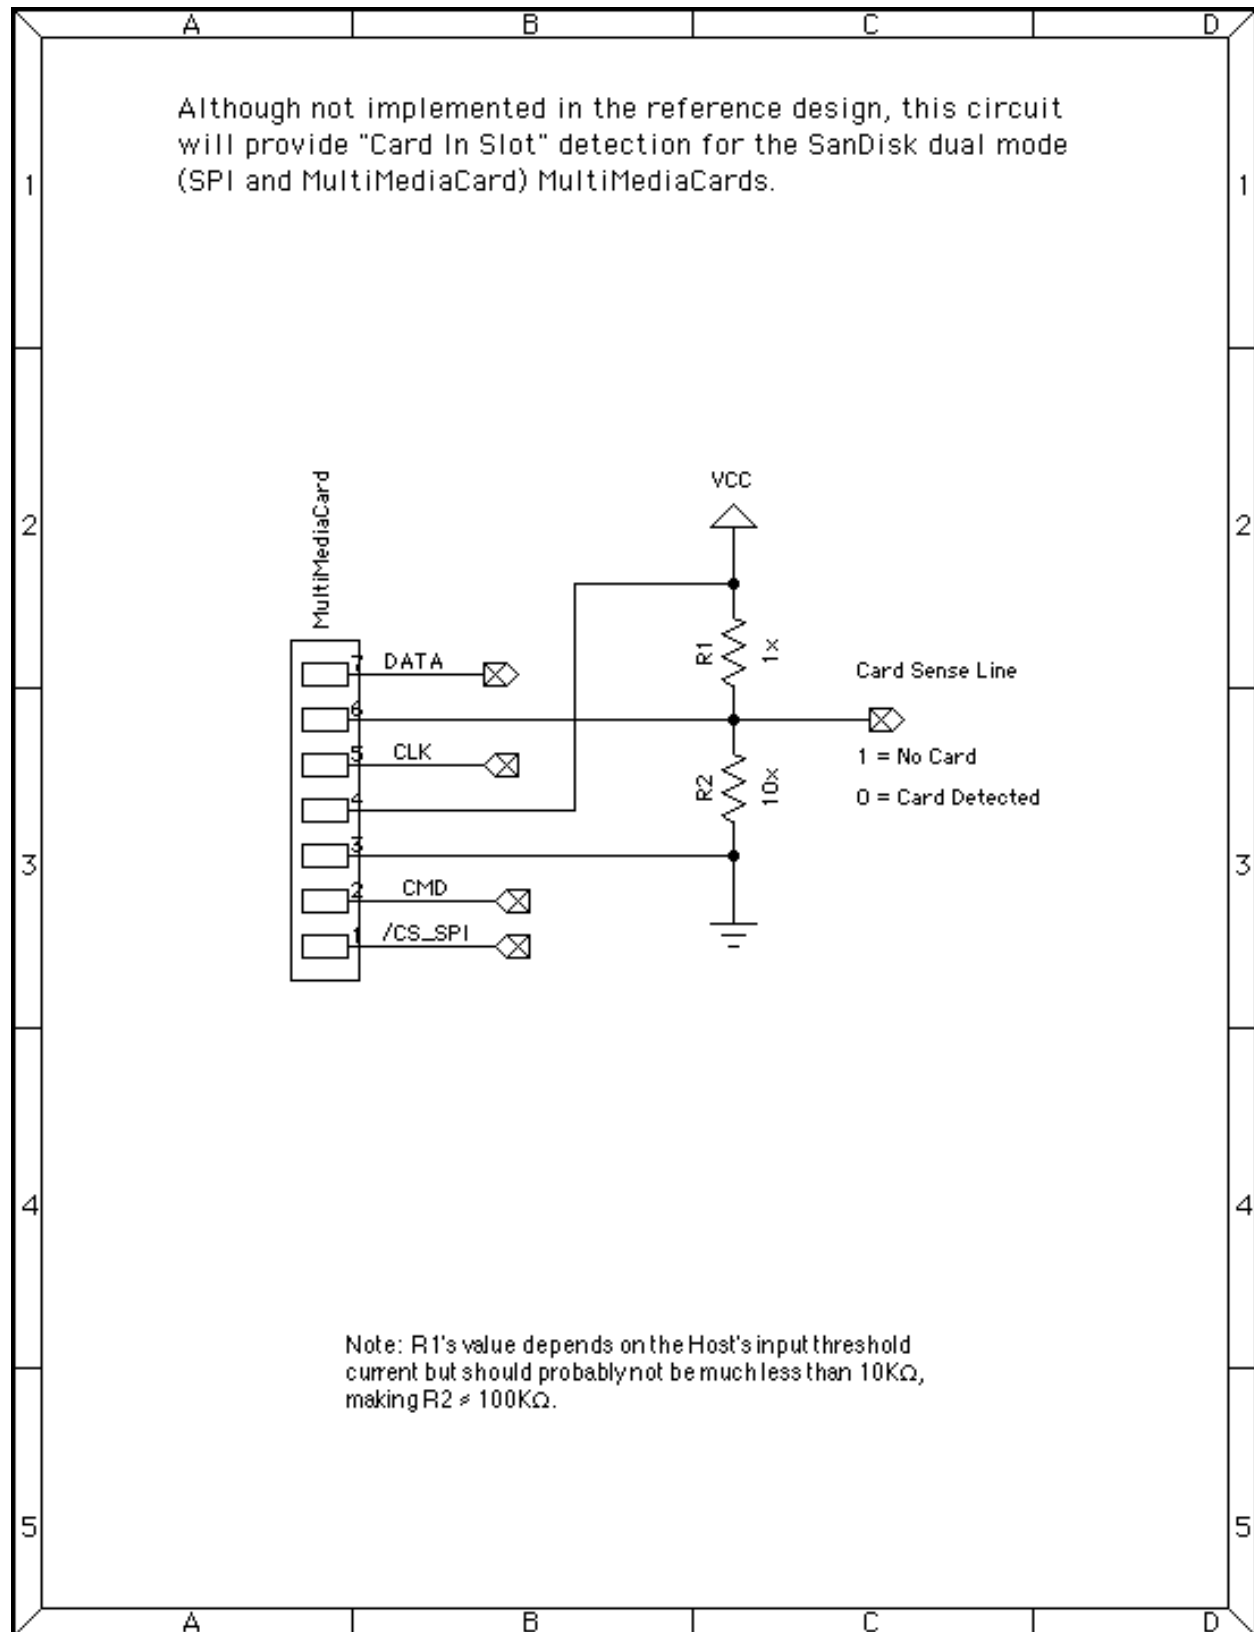 A B C D
Although not implemented in the reference design, this circuit
will provide "Card In Slot" detection for the SanDisk dual mode
(SPI and MultiMediaCard) MultiMediaCards.
1 1
VCC
2 2
MultiMediaCard
R1 1x
7 DATA
Card Sense Line
6
1 = No Card
5 CLK
R2 10x
0 = Card Detected
4
3
3 3
2 CMD
1 /CS_SPI
4 4
Note: R1's value depends on the Host's input threshold
current but should probably not be much less than 10KΩ,
making R2 ≠ 100KΩ.
5 5
A B C D